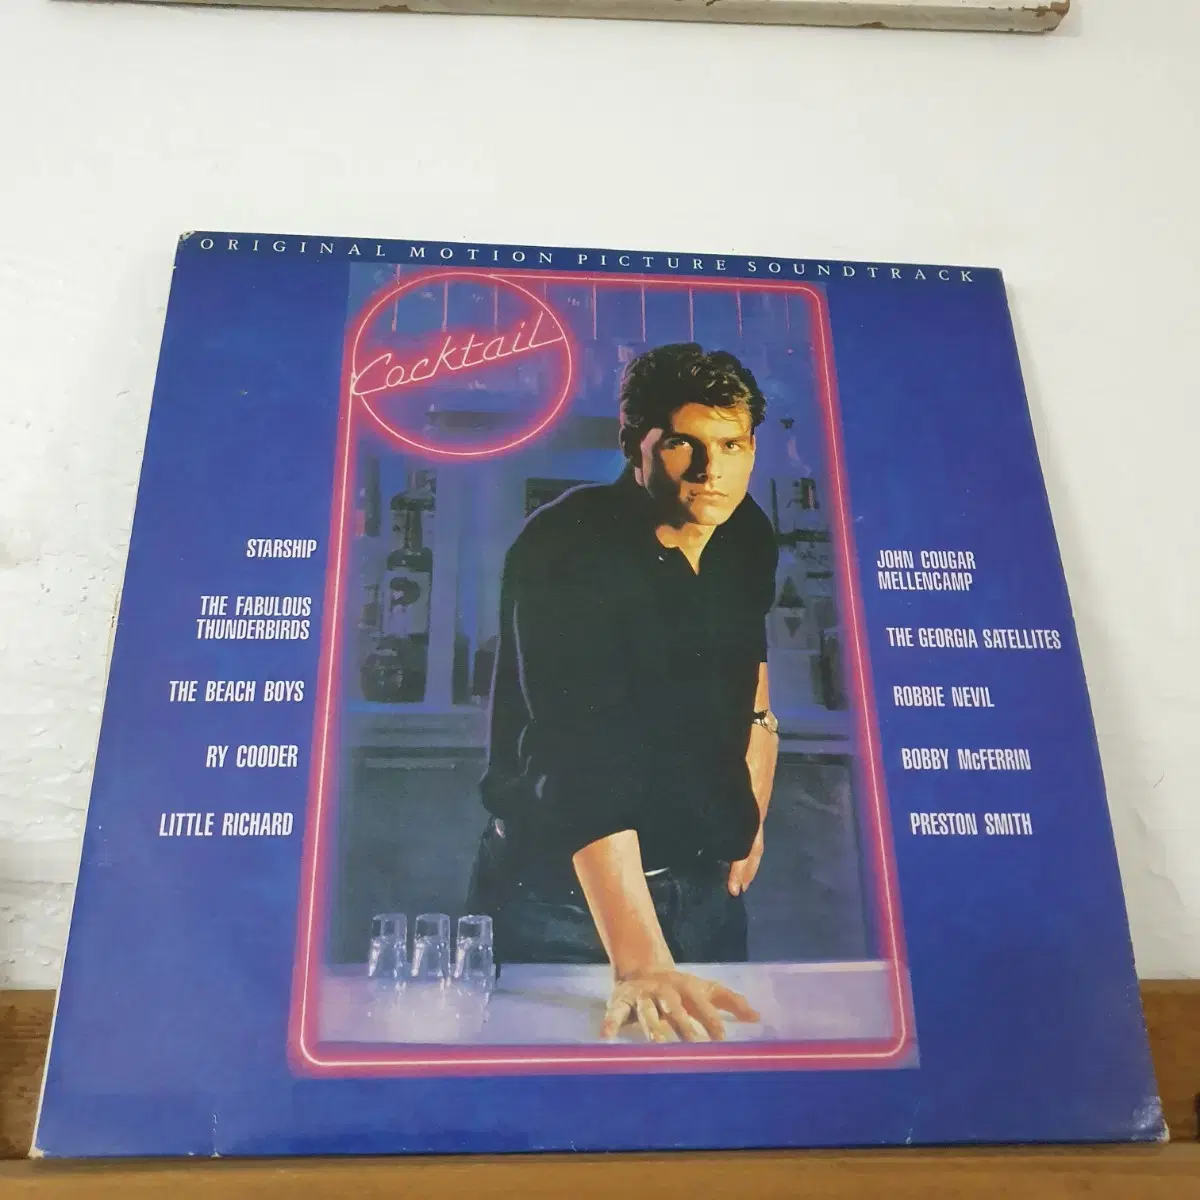 ORIGINAL MOTION PICTURE SOUNDTRACK
Cocktail
STARSHIP
THE FABULOUS
THUNDERBIRDS
THE BEACH BOYS
RY COODER
LITTLE RICHARD
JOHN COUGAR
MELLENCAMP
THE GEORGIA SATELLITES
ROBBIE NEVIL
BOBBY McFERRIN
PRESTON SMITH